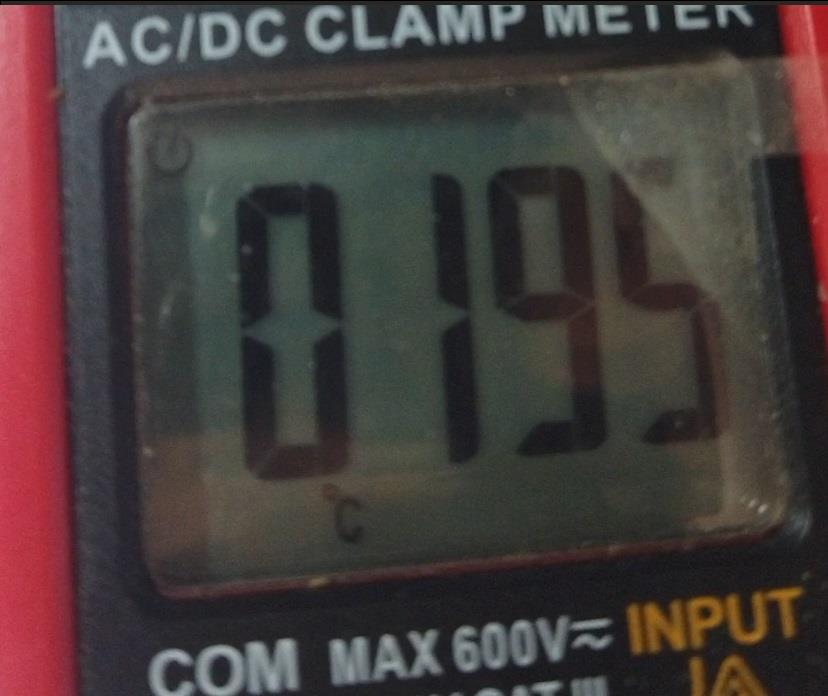 AC/DC CLAMP METER
0195
°C
COM MAX 600V⎓ INPUT